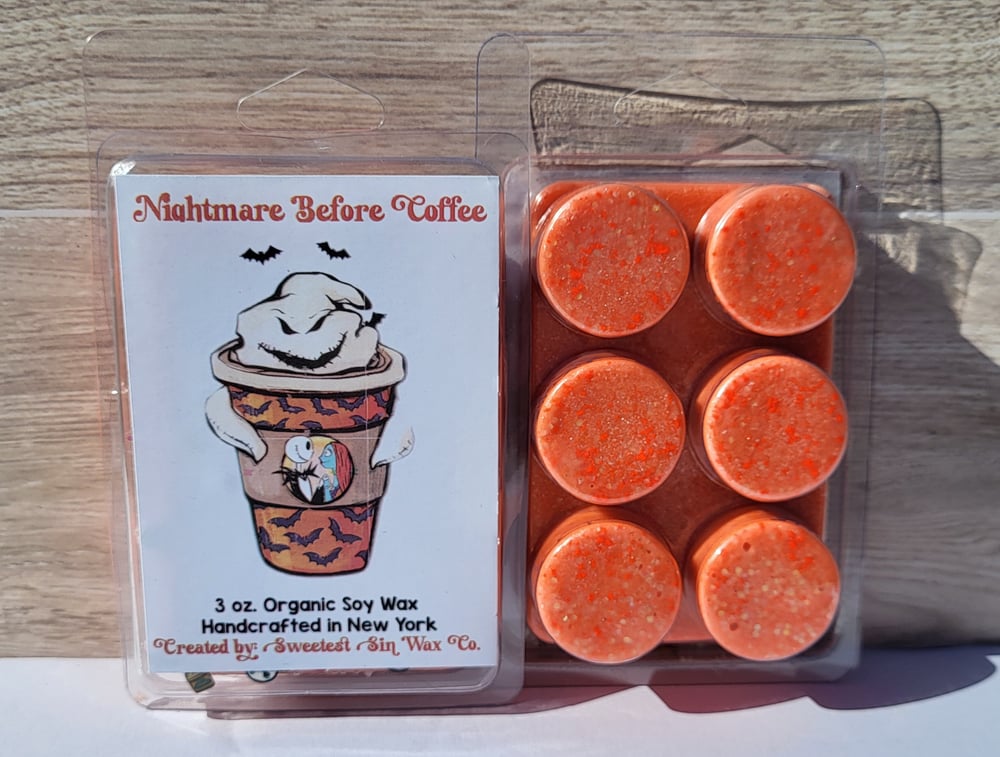 Nightmare Before Coffee
3 oz. Organic Soy Wax
Handcrafted in New York
Created by: Sweetest Sin Wax Co.